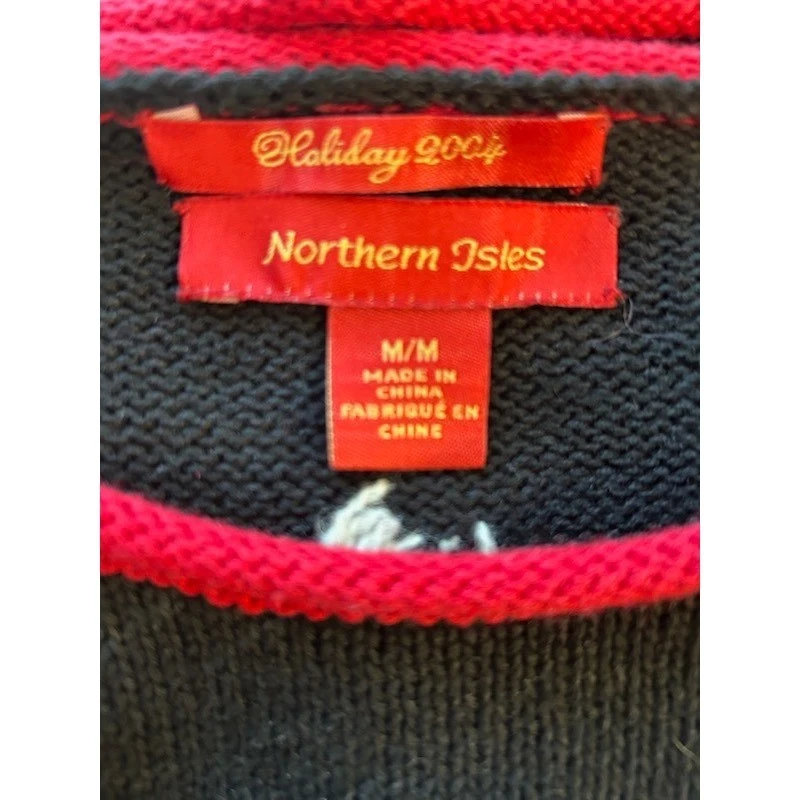 Holiday 2004
Northern Isles
M/M
MADE IN
CHINA
FABRIQUÉ EN
CHINE